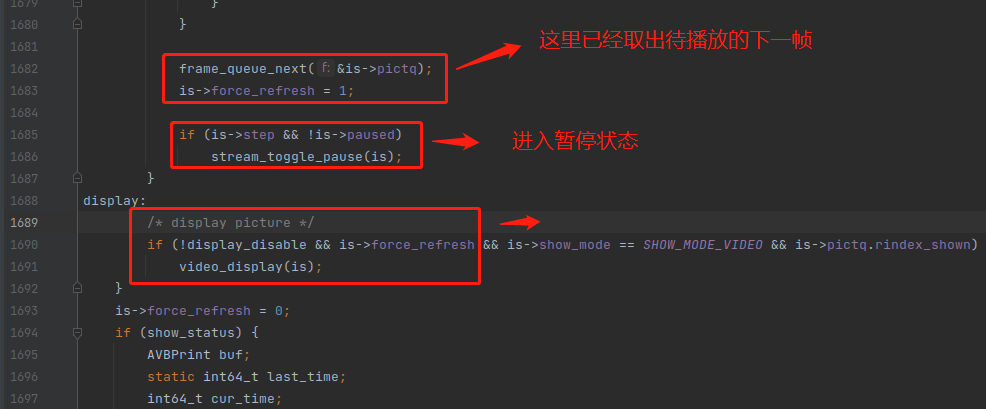 1679 }
1680 }
1681
1682 frame_queue_next( f: &is->pictq); 这里已经取出待播放的下一帧
1683 is->force_refresh = 1;
1684
1685 if (is->step && !is->paused) 进入暂停状态
1686 stream_toggle_pause(is);
1687 }
1688 display:
1689 /* display picture */
1690 if (!display_disable && is->force_refresh && is->show_mode == SHOW_MODE_VIDEO && is->pictq.rindex_shown)
1691 video_display(is);
1692 }
1693 is->force_refresh = 0;
1694 if (show_status) {
1695 AVBPrint buf;
1696 static int64_t last_time;
1697 int64_t cur_time;